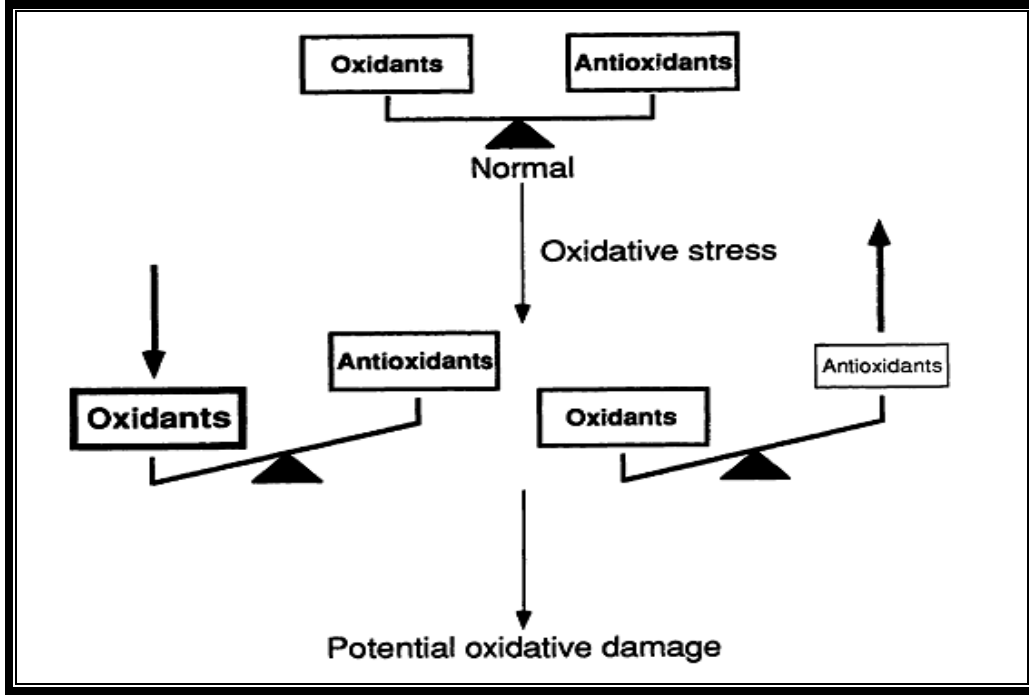 Oxidants
Antioxidants
Normal
Oxidative stress
Antioxidants
Antioxidants
Oxidants
Oxidants
Potential oxidative damage